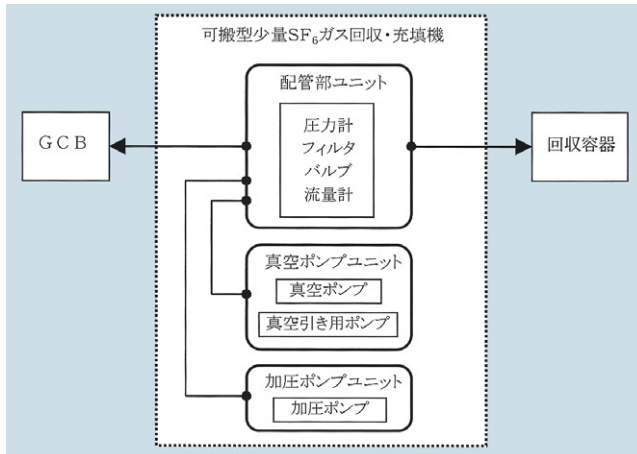 可搬型少量SF₆ガス回収・充填機
配管部ユニット
圧力計
フィルタ
バルブ
流量計
GCB
回収容器
真空ポンプユニット
真空ポンプ
真空引き用ポンプ
加圧ポンプユニット
加圧ポンプ